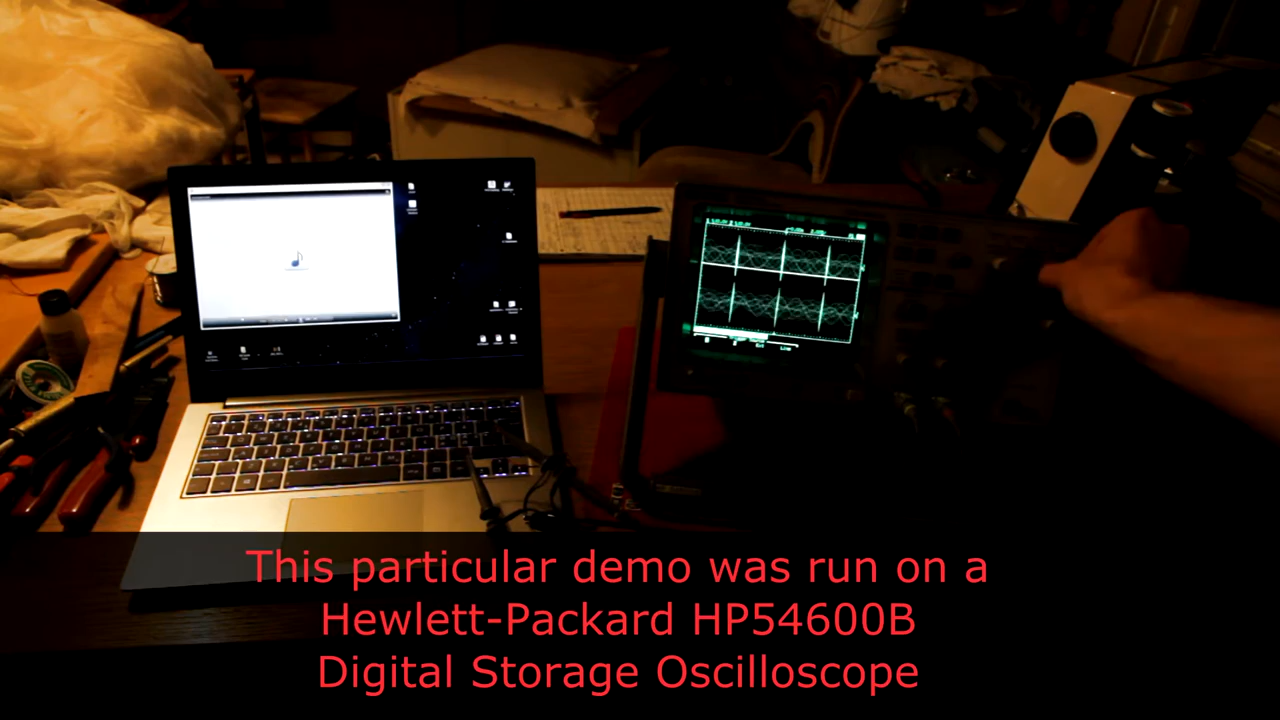 This particular demo was run on a
Hewlett-Packard HP54600B
Digital Storage Oscilloscope